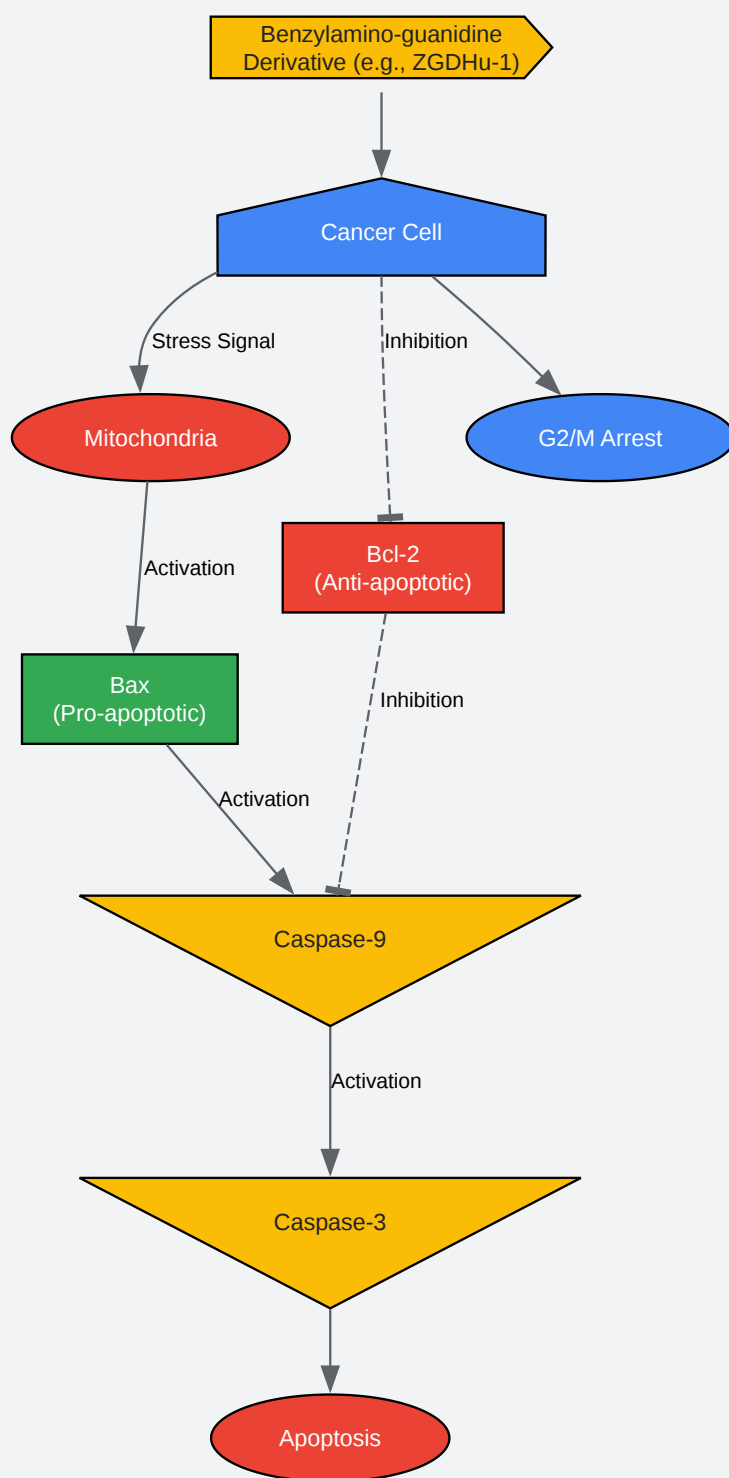 Benzylamino-guanidine
Derivative (e.g., ZGDHu-1)
Cancer Cell
Stress Signal
Inhibition
Mitochondria
G2/M Arrest
Bcl-2
(Anti-apoptotic)
Activation
Bax
(Pro-apoptotic)
Inhibition
Activation
Caspase-9
Activation
Caspase-3
Apoptosis